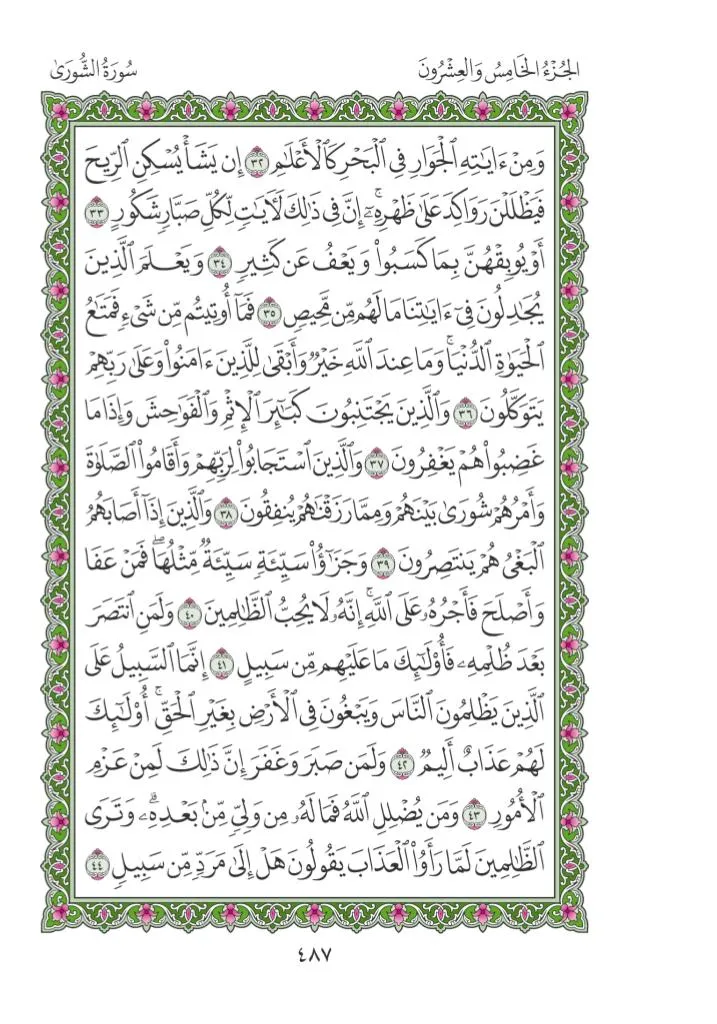 الجُزْءُ الخَامِسُ وَالعِشْرُونَ سُورَةُ الشُّورَىٰ
وَمِنْ ءَايَٰتِهِ ٱلْجَوَارِ فِى ٱلْبَحْرِ كَٱلْأَعْلَٰمِ ٣٢ إِن يَشَأْ يُسْكِنِ ٱلرِّيحَ
فَيَظْلَلْنَ رَوَاكِدَ عَلَىٰ ظَهْرِهِۦٓۚ إِنَّ فِى ذَٰلِكَ لَأٓيَٰتٍ لِّكُلِّ صَبَّارٍ شَكُورٍ ٣٣
أَوْ يُوبِقْهُنَّ بِمَا كَسَبُوا۟ وَيَعْفُ عَن كَثِيرٍ ٣٤ وَيَعْلَمَ ٱلَّذِينَ
يُجَٰدِلُونَ فِىٓ ءَايَٰتِنَا مَا لَهُم مِّن مَّحِيصٍ ٣٥ فَمَآ أُوتِيتُم مِّن شَىْءٍ فَمَتَٰعُ
ٱلْحَيَوٰةِ ٱلدُّنْيَاۖ وَمَا عِندَ ٱللَّهِ خَيْرٌ وَأَبْقَىٰ لِلَّذِينَ ءَامَنُوا۟ وَعَلَىٰ رَبِّهِمْ
يَتَوَكَّلُونَ ٣٦ وَٱلَّذِينَ يَجْتَنِبُونَ كَبَٰٓئِرَ ٱلْإِثْمِ وَٱلْفَوَٰحِشَ وَإِذَا مَا
غَضِبُوا۟ هُمْ يَغْفِرُونَ ٣٧ وَٱلَّذِينَ ٱسْتَجَابُوا۟ لِرَبِّهِمْ وَأَقَامُوا۟ ٱلصَّلَوٰةَ
وَأَمْرُهُمْ شُورَىٰ بَيْنَهُمْ وَمِمَّا رَزَقْنَٰهُمْ يُنفِقُونَ ٣٨ وَٱلَّذِينَ إِذَآ أَصَابَهُمُ
ٱلْبَغْىُ هُمْ يَنتَصِرُونَ ٣٩ وَجَزَٰٓؤُا۟ سَيِّئَةٍ سَيِّئَةٌ مِّثْلُهَاۖ فَمَنْ عَفَا
وَأَصْلَحَ فَأَجْرُهُۥ عَلَى ٱللَّهِۚ إِنَّهُۥ لَا يُحِبُّ ٱلظَّٰلِمِينَ ٤٠ وَلَمَنِ ٱنتَصَرَ
بَعْدَ ظُلْمِهِۦ فَأُو۟لَٰٓئِكَ مَا عَلَيْهِم مِّن سَبِيلٍ ٤١ إِنَّمَا ٱلسَّبِيلُ عَلَى
ٱلَّذِينَ يَظْلِمُونَ ٱلنَّاسَ وَيَبْغُونَ فِى ٱلْأَرْضِ بِغَيْرِ ٱلْحَقِّۚ أُو۟لَٰٓئِكَ
لَهُمْ عَذَابٌ أَلِيمٌ ٤٢ وَلَمَن صَبَرَ وَغَفَرَ إِنَّ ذَٰلِكَ لَمِنْ عَزْمِ
ٱلْأُمُورِ ٤٣ وَمَن يُضْلِلِ ٱللَّهُ فَمَا لَهُۥ مِن وَلِىٍّ مِّنۢ بَعْدِهِۦۗ وَتَرَى
ٱلظَّٰلِمِينَ لَمَّا رَأَوُا۟ ٱلْعَذَابَ يَقُولُونَ هَلْ إِلَىٰ مَرَدٍّ مِّن سَبِيلٍ ٤٤
٤٨٧